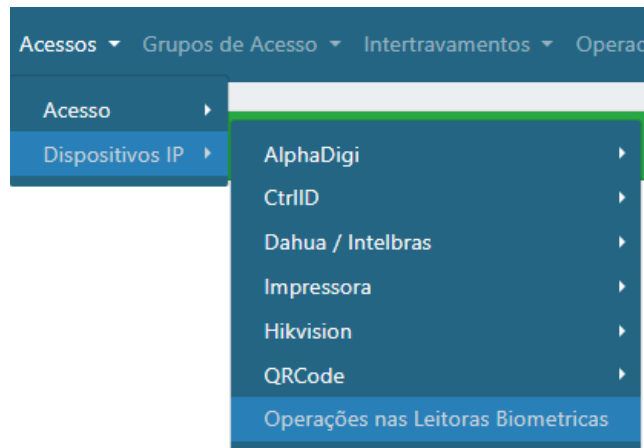 Acessos Grupos de Acesso Intertravamentos
Acesso
Dispositivos IP
AlphaDigi
CtrlID
Dahua / Intelbras
Impressora
Hikvision
QRCode
Operações nas Leitoras Biometricas